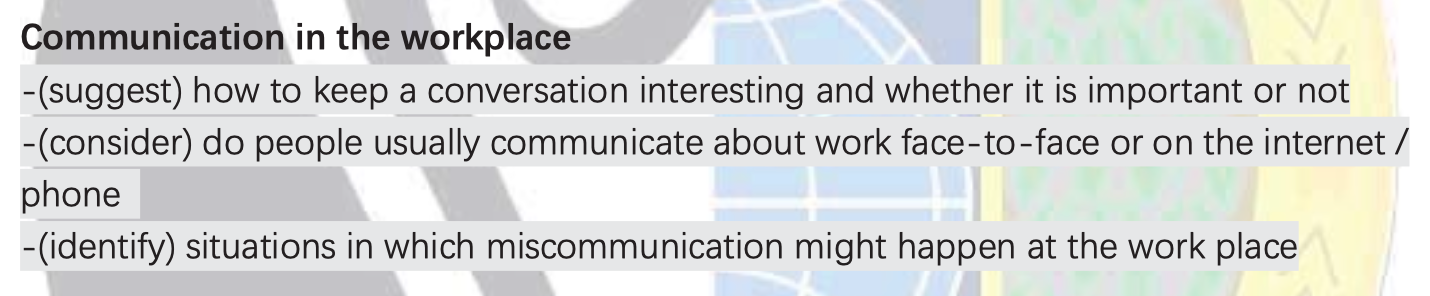 Communication in the workplace
-(suggest) how to keep a conversation interesting and whether it is important or not
-(consider) do people usually communicate about work face-to-face or on the internet /
phone
-(identify) situations in which miscommunication might happen at the work place